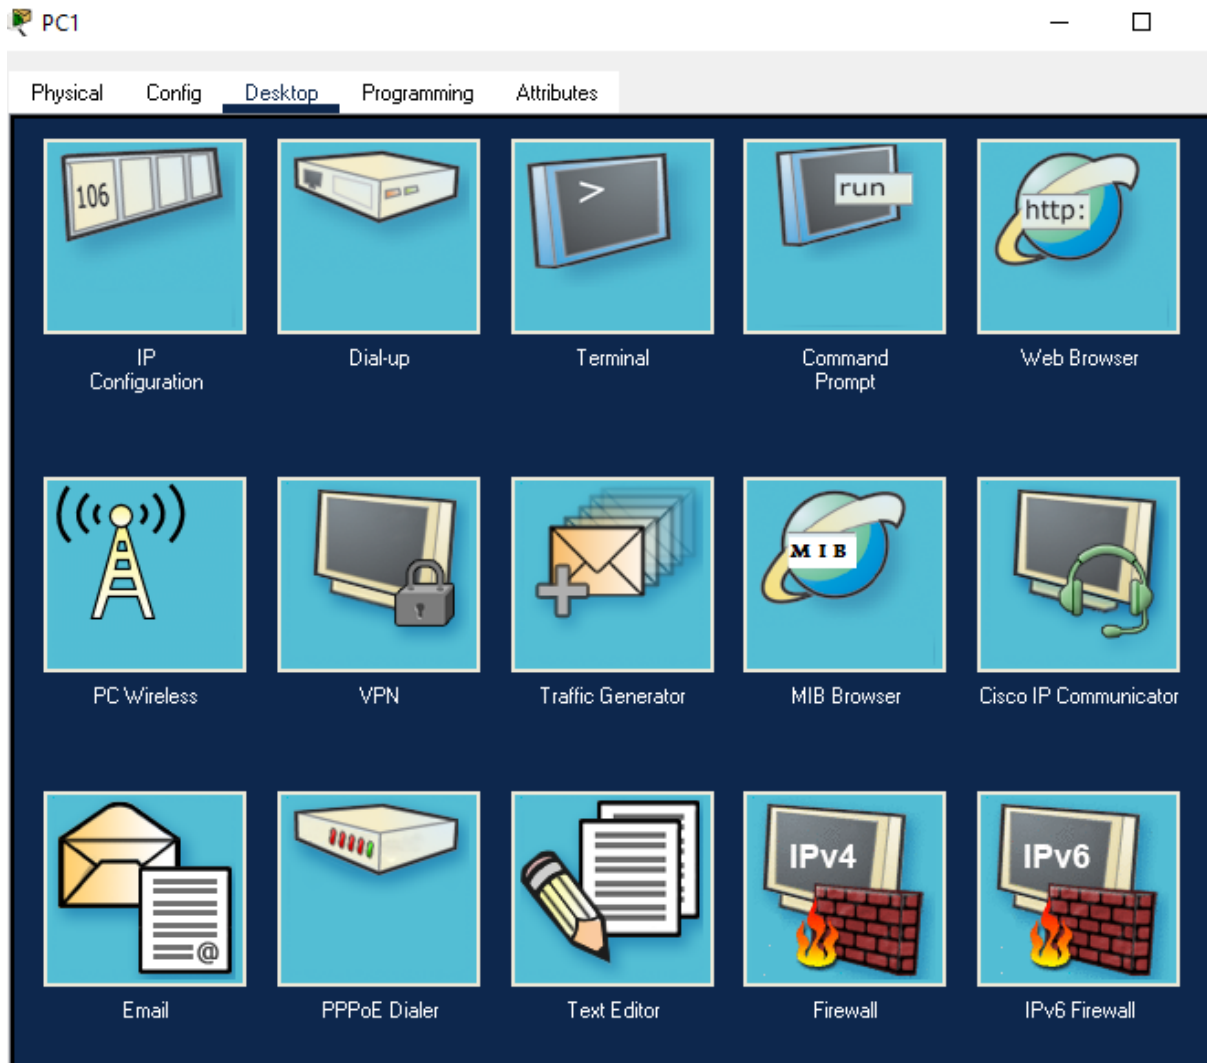 PC1
Physical Config Desktop Programming Attributes
106
>
run
http:
IP
Configuration
Dial-up
Terminal
Command
Prompt
Web Browser
MIB
PC Wireless
VPN
Traffic Generator
MIB Browser
Cisco IP Communicator
@
IPv4
IPv6
Email
PPPoE Dialer
Text Editor
Firewall
IPv6 Firewall